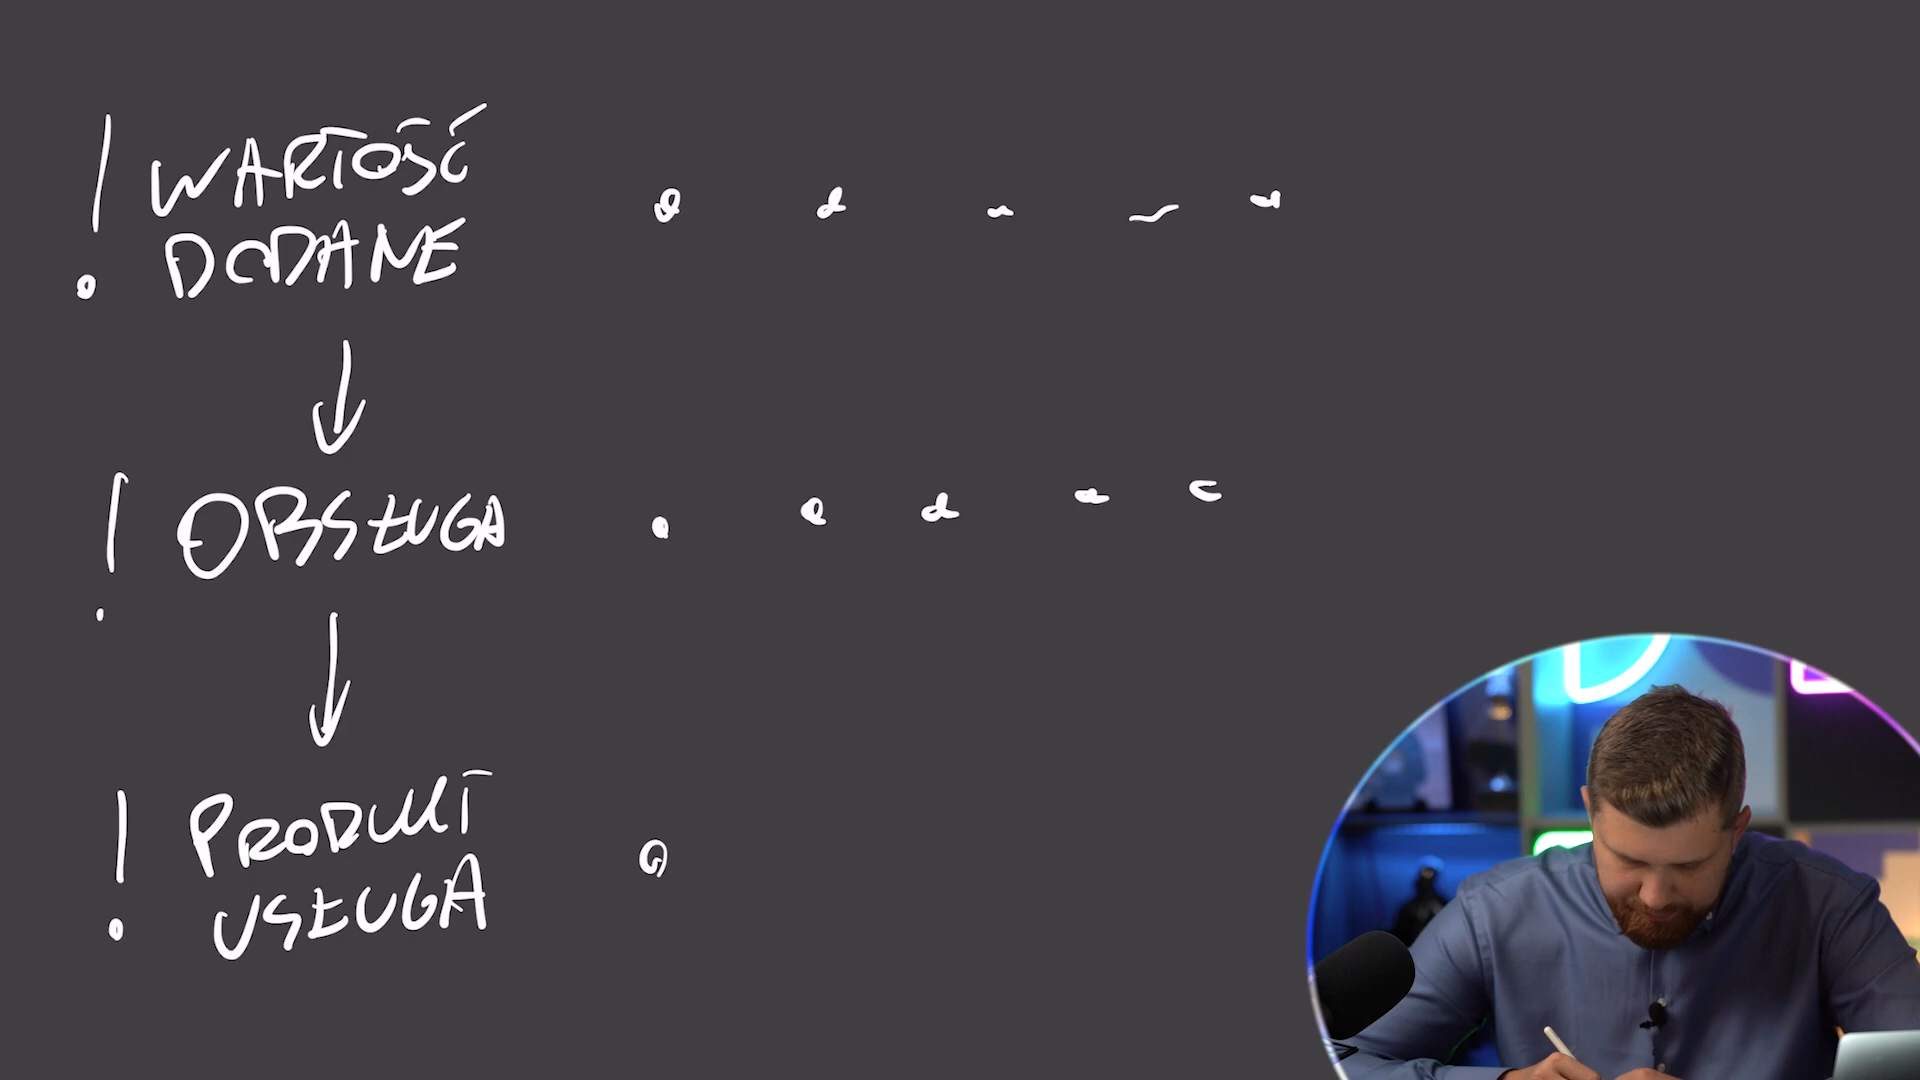 ! WARTOŚĆ
DODANE
! OBSŁUGA
! PRODUKT
USŁUGA